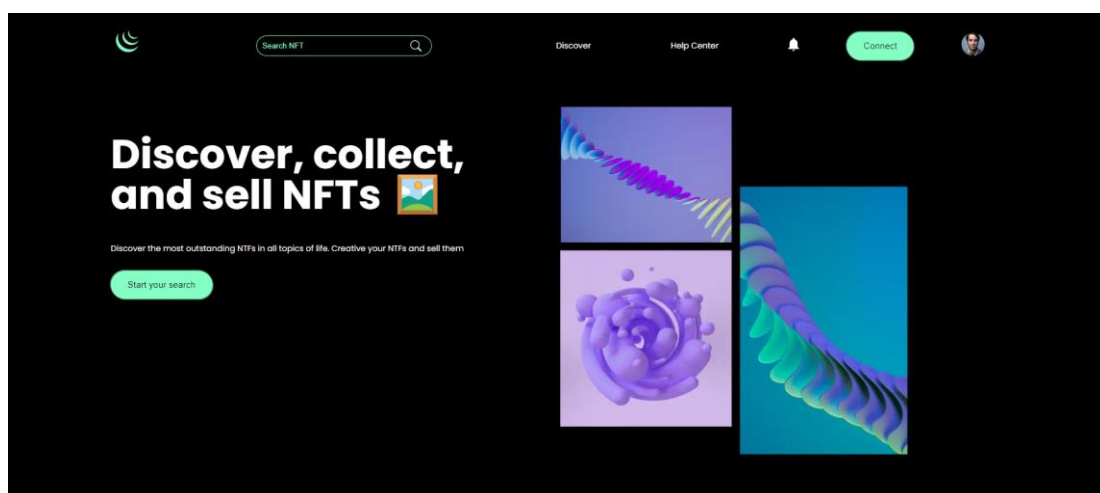 Search NFT
Discover
Help Center
Connect
Discover, collect,
and sell NFTs
Discover the most outstanding NTFs in all topics of life. Creative your NTFs and sell them
Start your search